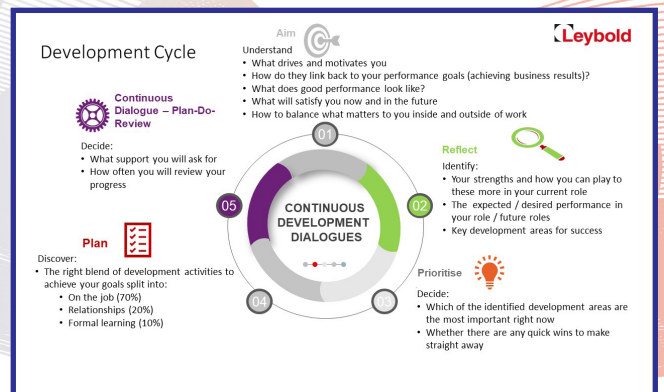 Development Cycle
Leybold
Aim
Understand
• What drives and motivates you
• How do they link back to your performance goals (achieving business results)?
• What does good performance look like?
• What will satisfy you now and in the future
• How to balance what matters to you inside and outside of work
01
Reflect
Identify:
• Your strengths and how you can play to
these more in your current role
• The expected / desired performance in
your role / future roles
• Key development areas for success
02
Prioritise
Decide:
• Which of the identified development areas are
the most important right now
• Whether there are any quick wins to make
straight away
03
Plan
Discover:
• The right blend of development activities to
achieve your goals split into:
• On the job (70%)
• Relationships (20%)
• Formal learning (10%)
04
Continuous
Dialogue – Plan-Do-
Review
Decide:
• What support you will ask for
• How often you will review your
progress
05
CONTINUOUS
DEVELOPMENT
DIALOGUES